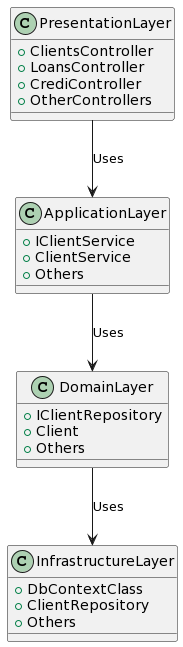 C PresentationLayer
ClientsController
LoansController
CrediController
OtherControllers
Uses
C ApplicationLayer
IClientService
ClientService
Others
Uses
C DomainLayer
IClientRepository
Client
Others
Uses
C InfrastructureLayer
DbContextClass
ClientRepository
Others